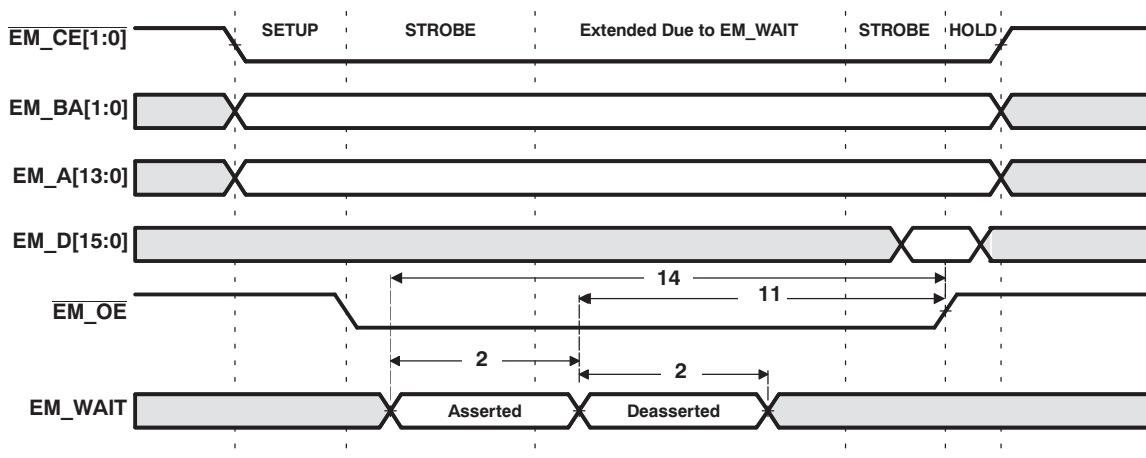 SETUP STROBE Extended Due to EM_WAIT STROBE HOLD
EM_CE[1:0]
EM_BA[1:0]
EM_A[13:0]
EM_D[15:0]
14
11
EM_OE
2
2
EM_WAIT Asserted Deasserted